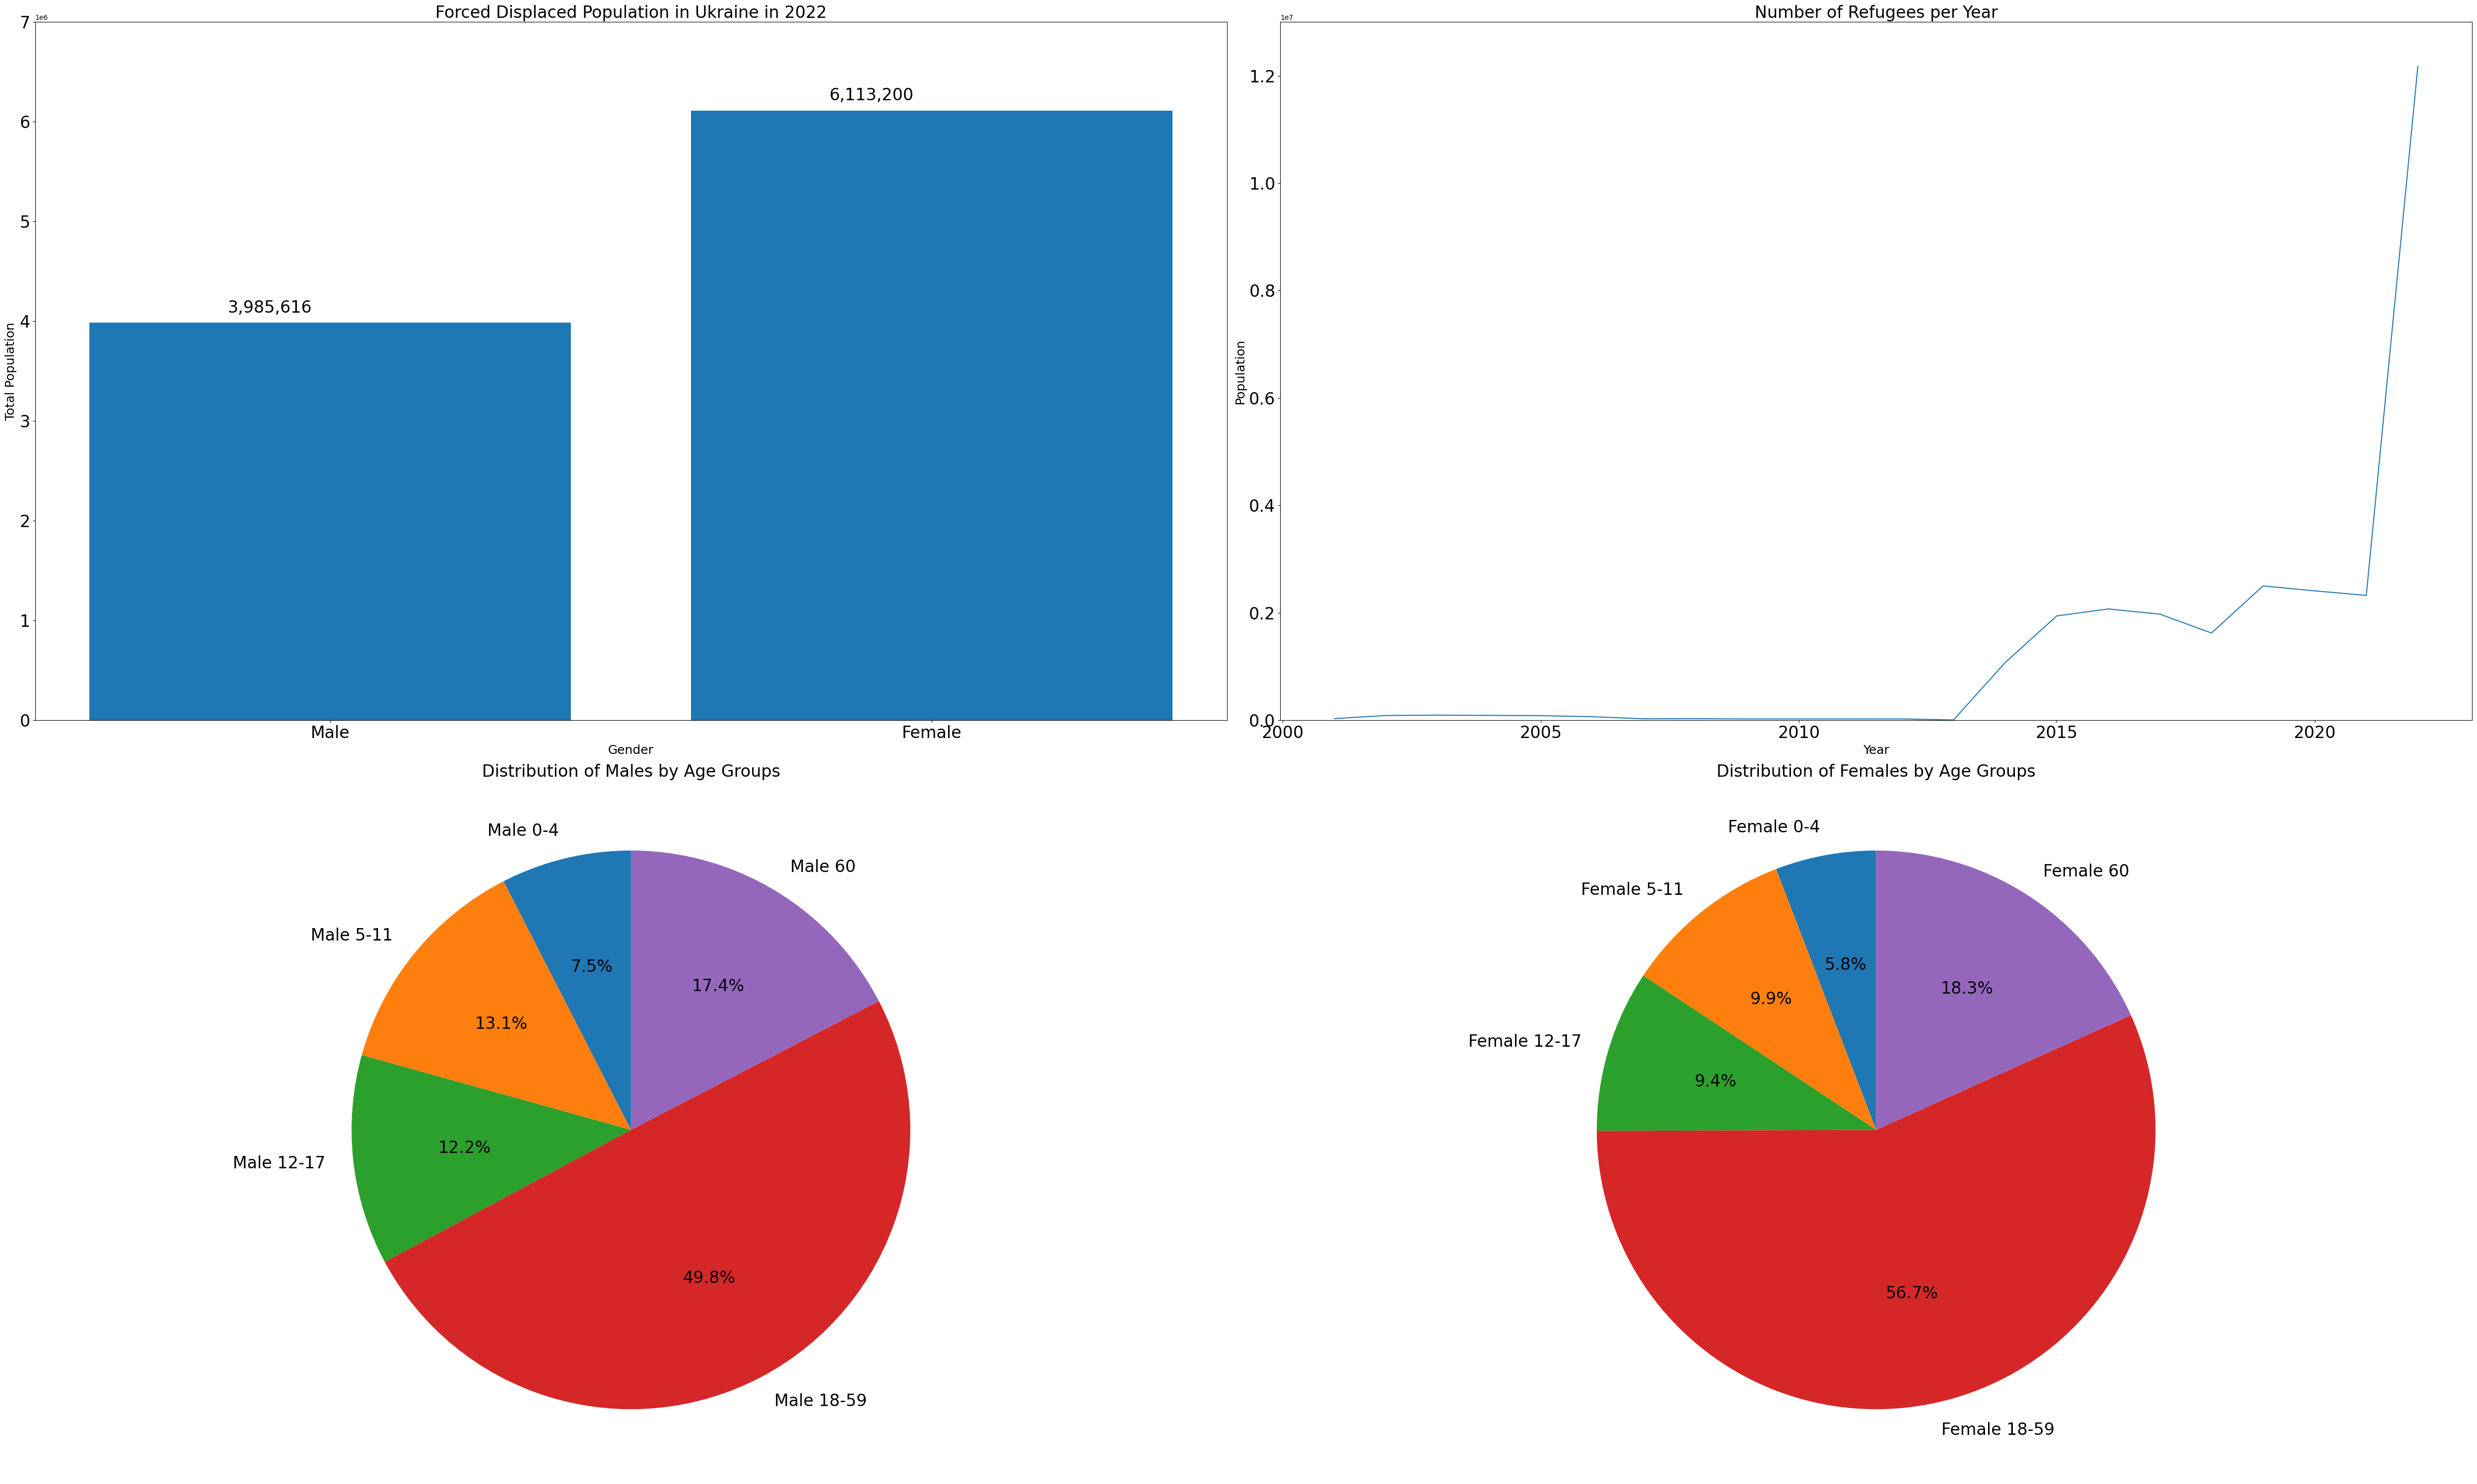 Forced Displaced Population in Ukraine in 2022
1e6
7
6
5
4
3
2
1
0
Total Population
3,985,616
6,113,200
Male
Female
Gender
Number of Refugees per Year
1e7
1.2
1.0
0.8
0.6
0.4
0.2
0.0
Population
2000
2005
2010
2015
2020
Year
Distribution of Males by Age Groups
Male 0-4
Male 60
Male 5-11
7.5%
17.4%
13.1%
12.2%
Male 12-17
49.8%
Male 18-59
Distribution of Females by Age Groups
Female 0-4
Female 60
Female 5-11
5.8%
18.3%
9.9%
Female 12-17
9.4%
56.7%
Female 18-59